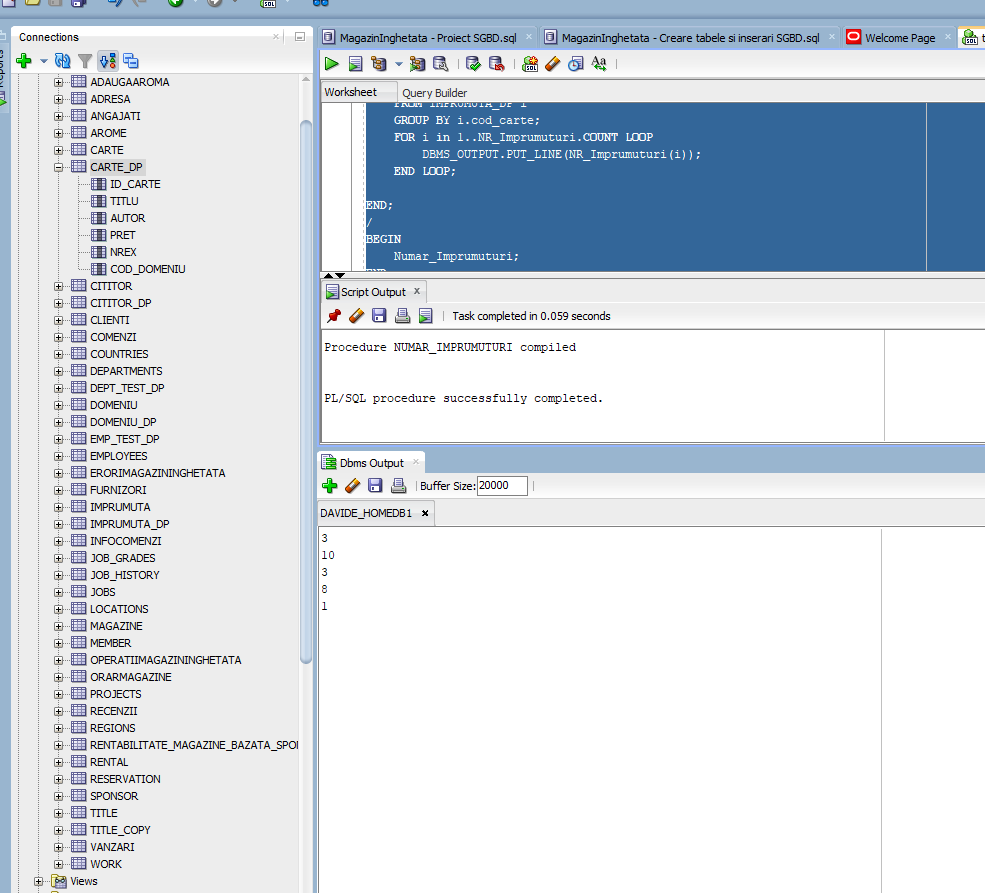 Reports
Connections
ADAUGAAROMA
ADRESA
ANGAJATI
AROME
CARTE
CARTE_DP
ID_CARTE
TITLU
AUTOR
PRET
NREX
COD_DOMENIU
CITITOR
CITITOR_DP
CLIENTI
COMENZI
COUNTRIES
DEPARTMENTS
DEPT_TEST_DP
DOMENIU
DOMENIU_DP
EMP_TEST_DP
EMPLOYEES
ERORIMAGAZININGHETATA
FURNIZORI
IMPRUMUTA
IMPRUMUTA_DP
INFOCOMENZI
JOB_GRADES
JOB_HISTORY
JOBS
LOCATIONS
MAGAZINE
MEMBER
OPERATIIMAGAZININGHETATA
ORARMAGAZINE
PROJECTS
RECENZII
REGIONS
RENTABILITATE_MAGAZINE_BAZATA_SPO
RENTAL
RESERVATION
SPONSOR
TITLE
TITLE_COPY
VANZARI
WORK
Views
MagazinInghetata - Proiect SGBD.sql
MagazinInghetata - Creare tabele si inserari SGBD.sql
Welcome Page
Worksheet
Query Builder
FROM IMPRUMUTA_DP i
GROUP BY i.cod_carte;
FOR i in 1..NR_Imprumuturi.COUNT LOOP
DBMS_OUTPUT.PUT_LINE(NR_Imprumuturi(i));
END LOOP;
END;
/
BEGIN
Numar_Imprumuturi;
END
Script Output
Task completed in 0.059 seconds
Procedure NUMAR_IMPRUMUTURI compiled
PL/SQL procedure successfully completed.
Dbms Output
Buffer Size: 20000
DAVIDE_HOMEDB1
3
10
3
8
1